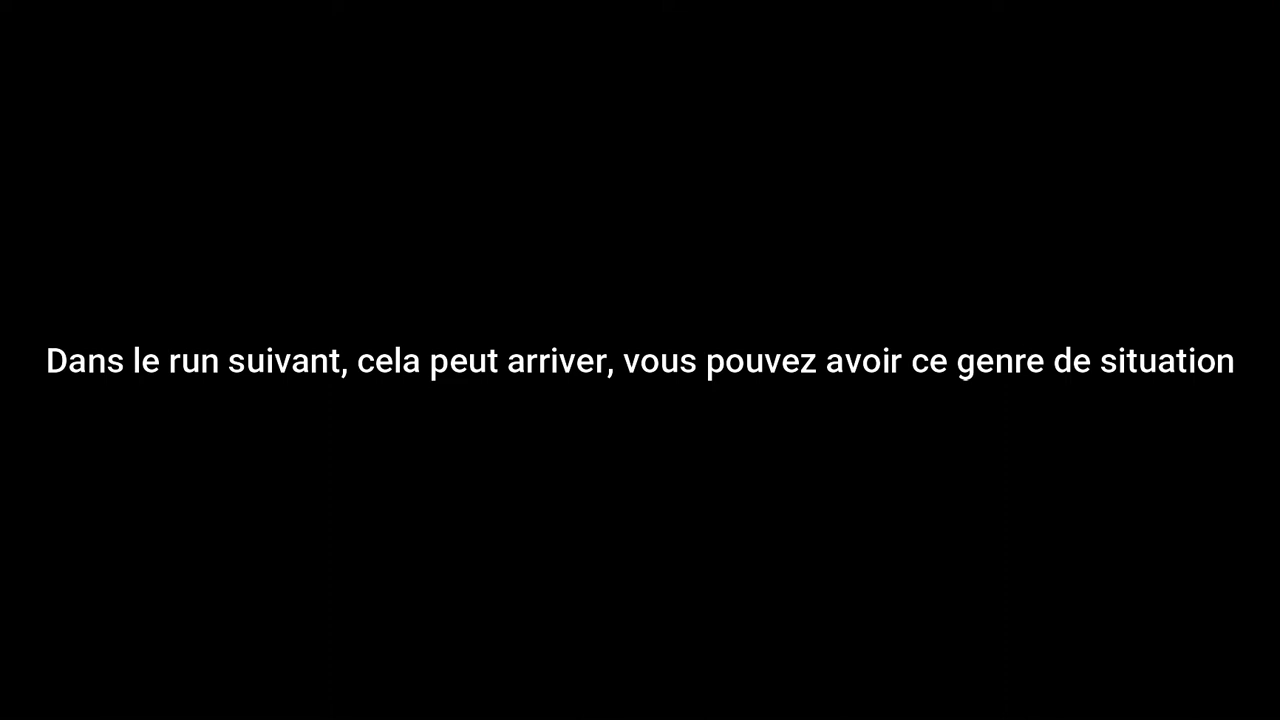 Dans le run suivant, cela peut arriver, vous pouvez avoir ce genre de situation